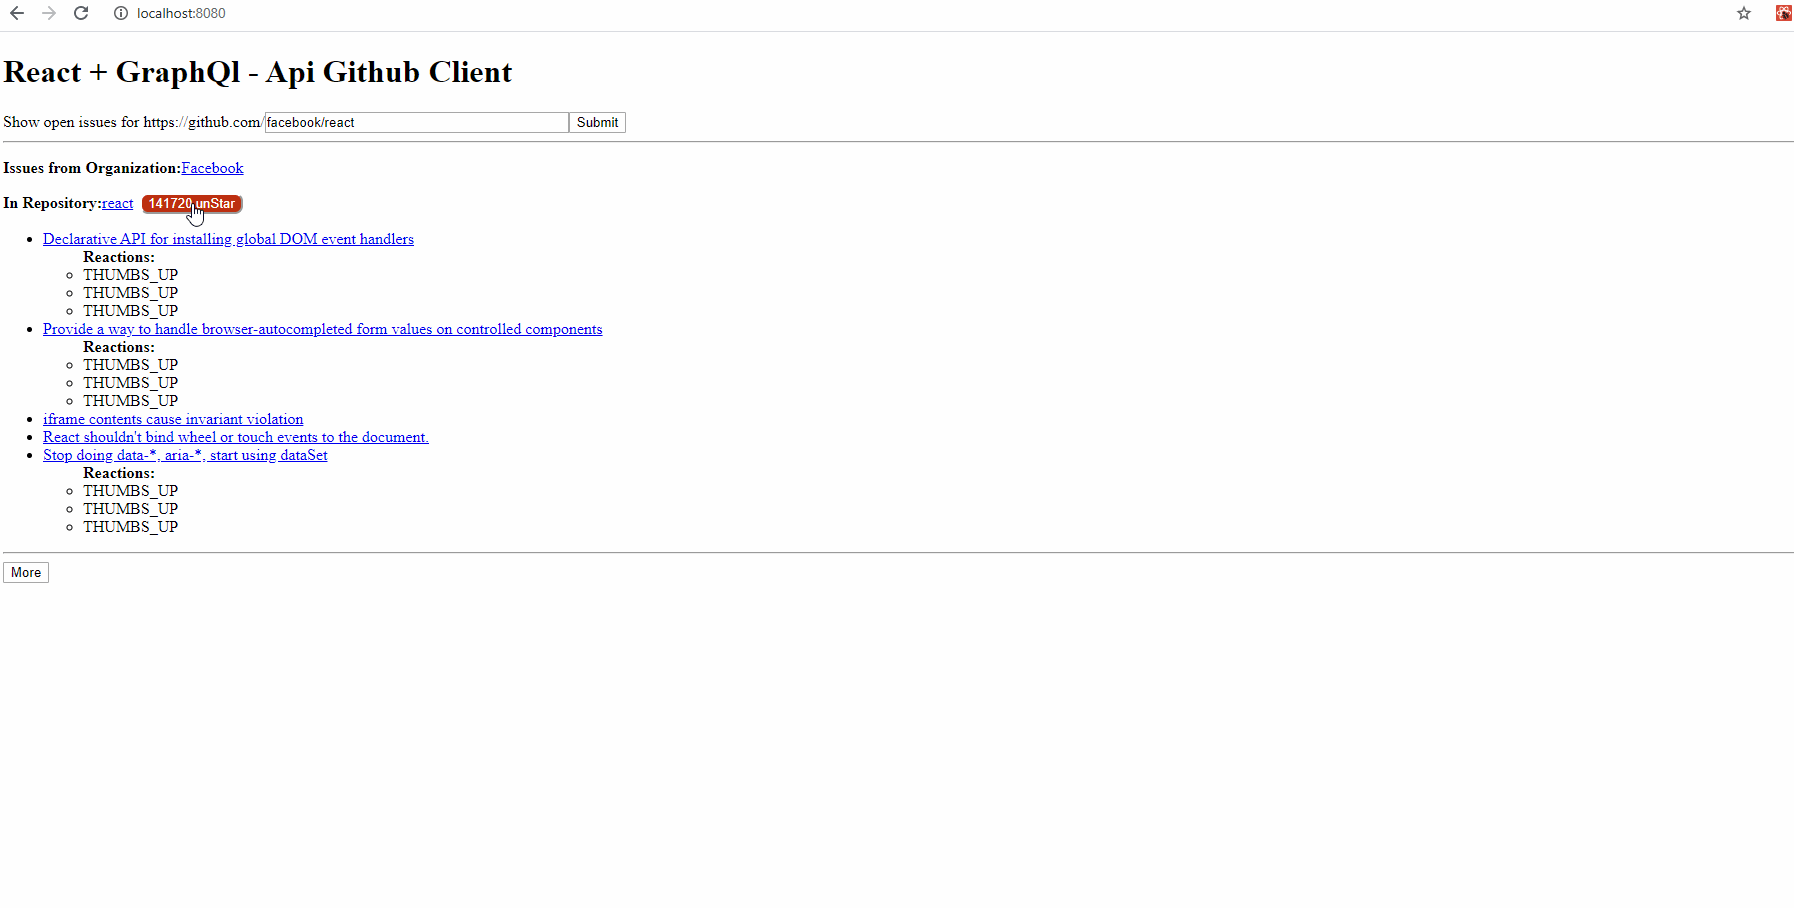 localhost:8080
React + GraphQl - Api Github Client
Show open issues for https://github.com/facebook/react Submit
Issues from Organization:Facebook
In Repository:react 141720 unStar
Declarative API for installing global DOM event handlers
Reactions:
THUMBS_UP
THUMBS_UP
THUMBS_UP
Provide a way to handle browser-autocompleted form values on controlled components
Reactions:
THUMBS_UP
THUMBS_UP
THUMBS_UP
iframe contents cause invariant violation
React shouldn't bind wheel or touch events to the document.
Stop doing data-*, aria-*, start using dataSet
Reactions:
THUMBS_UP
THUMBS_UP
THUMBS_UP
More